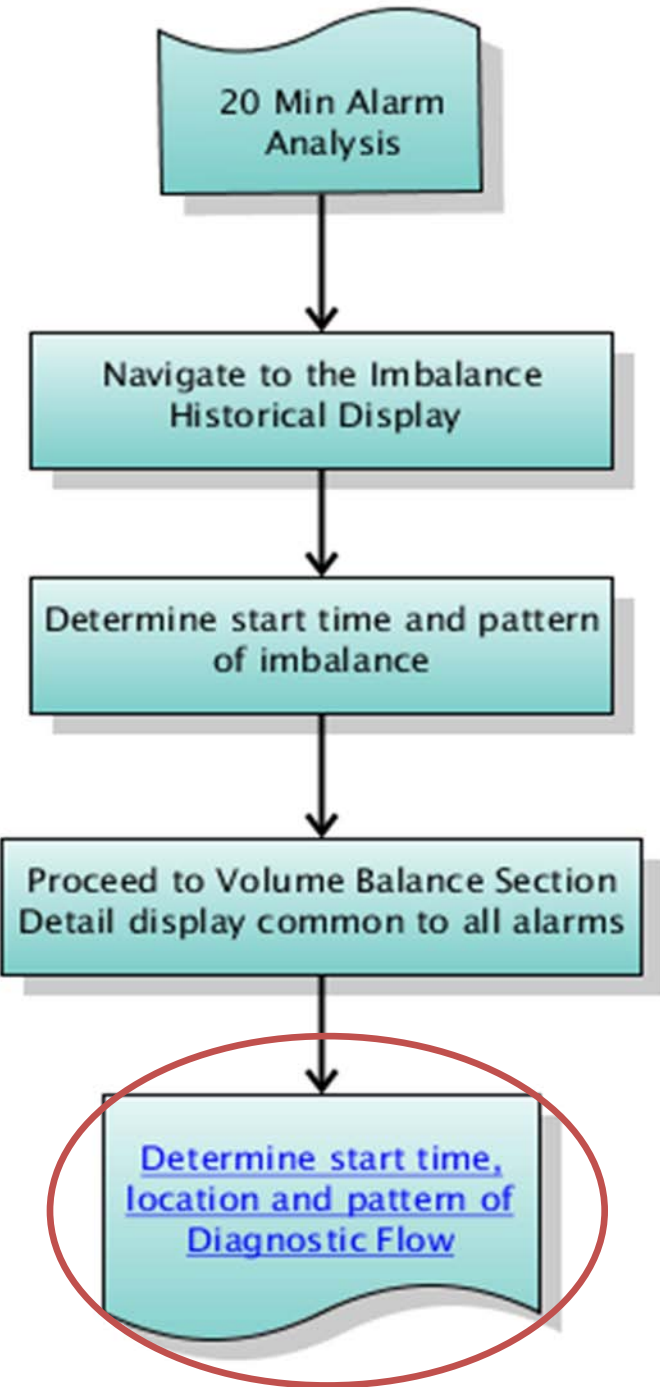 20 Min Alarm
Analysis
Navigate to the Imbalance
Historical Display
Determine start time and pattern
of imbalance
Proceed to Volume Balance Section
Detail display common to all alarms
Determine start time,
location and pattern of
Diagnostic Flow